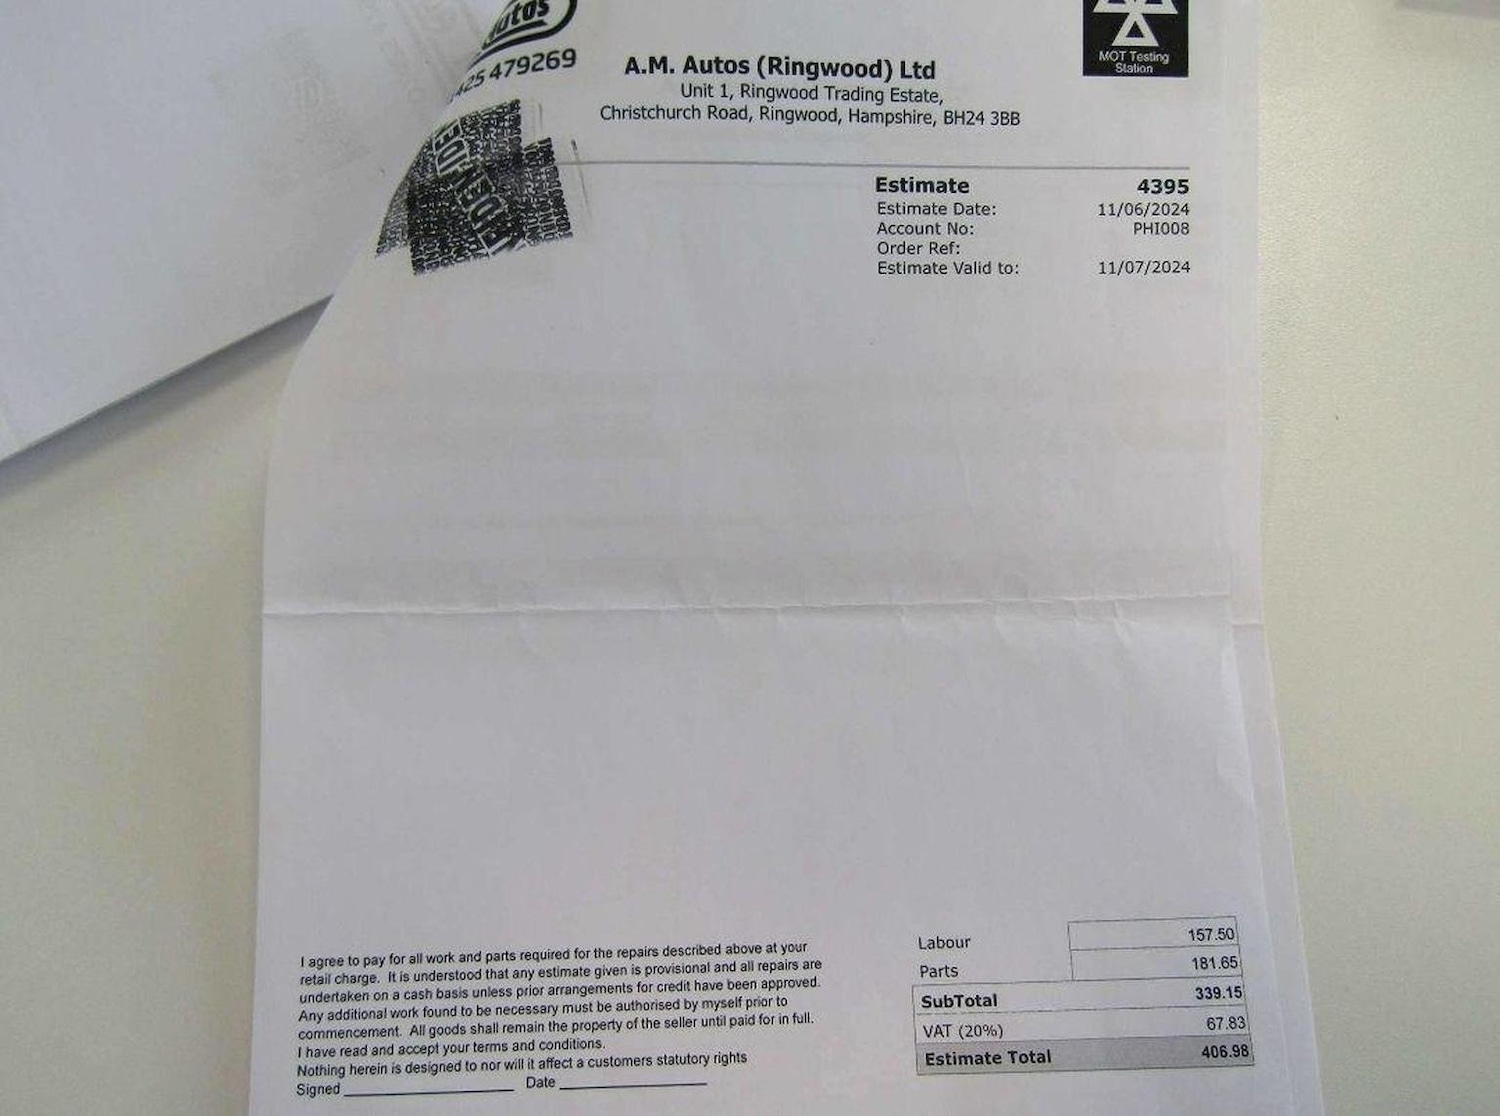 autos
425 479269
A.M. Autos (Ringwood) Ltd
Unit 1, Ringwood Trading Estate,
Christchurch Road, Ringwood, Hampshire, BH24 3BB
MOT Testing
Station
Estimate 4395
Estimate Date: 11/06/2024
Account No: PHI008
Order Ref:
Estimate Valid to: 11/07/2024
I agree to pay for all work and parts required for the repairs described above at your
retail charge. It is understood that any estimate given is provisional and all repairs are
undertaken on a cash basis unless prior arrangements for credit have been approved.
Any additional work found to be necessary must be authorised by myself prior to
commencement. All goods shall remain the property of the seller until paid for in full.
I have read and accept your terms and conditions.
Nothing herein is designed to nor will it affect a customers statutory rights
Signed Date
Labour 157.50
Parts 181.65
SubTotal 339.15
VAT (20%) 67.83
Estimate Total 406.98